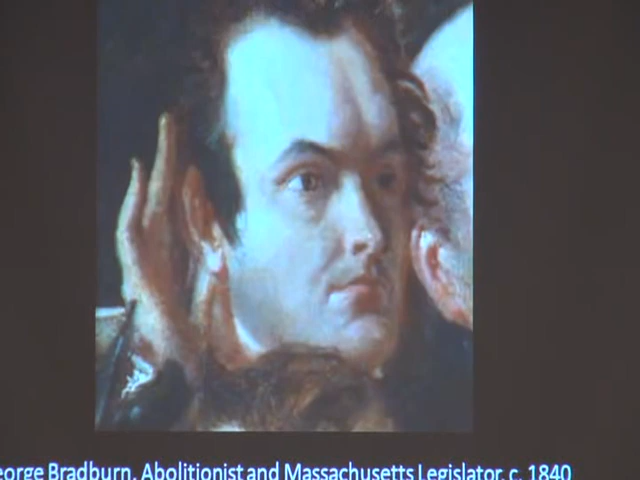 eorge Bradburn, Abolitionist and Massachusetts Legislator, c. 1840